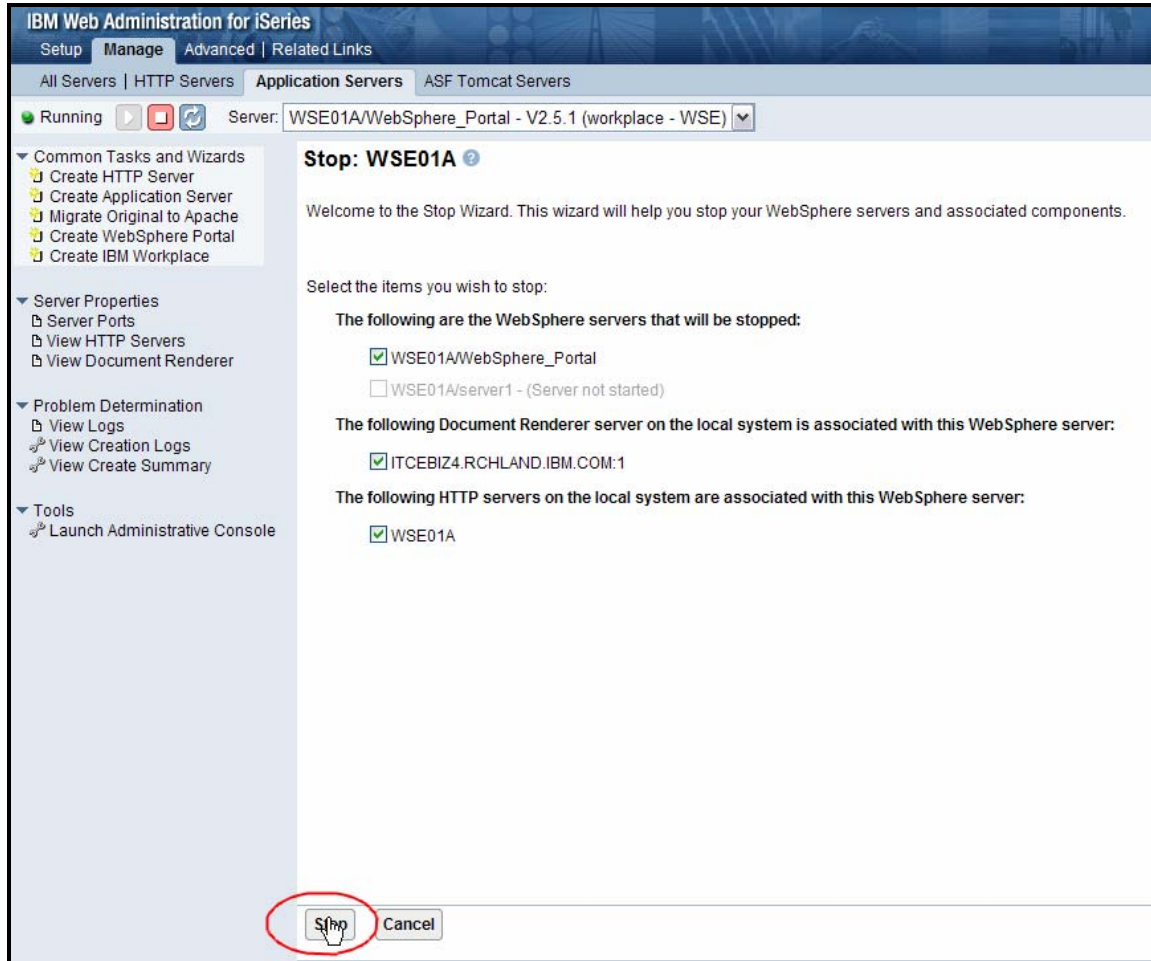 IBM Web Administration for iSeries
Setup Manage Advanced | Related Links
All Servers | HTTP Servers Application Servers ASF Tomcat Servers
Running Server: WSE01A/WebSphere_Portal - V2.5.1 (workplace - WSE)
Common Tasks and Wizards
Create HTTP Server
Create Application Server
Migrate Original to Apache
Create WebSphere Portal
Create IBM Workplace
Server Properties
Server Ports
View HTTP Servers
View Document Renderer
Problem Determination
View Logs
View Creation Logs
View Create Summary
Tools
Launch Administrative Console
Stop: WSE01A ?
Welcome to the Stop Wizard. This wizard will help you stop your WebSphere servers and associated components.
Select the items you wish to stop:
The following are the WebSphere servers that will be stopped:
WSE01A/WebSphere_Portal
WSE01A/server1 - (Server not started)
The following Document Renderer server on the local system is associated with this WebSphere server:
ITCEBIZ4.RCHLAND.IBM.COM:1
The following HTTP servers on the local system are associated with this WebSphere server:
WSE01A
Stop Cancel